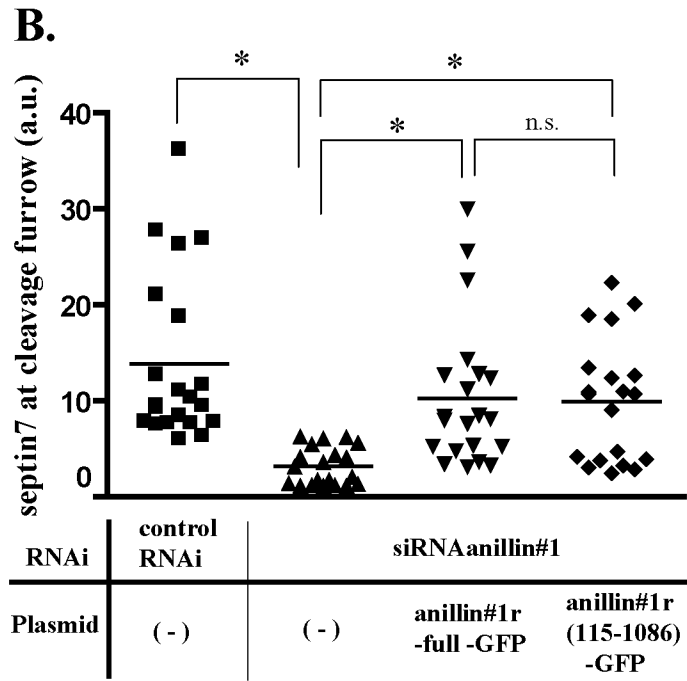 B.
septin7 at cleavage furrow (a.u.)
40
30
20
10
0
*
*
*
n.s.
RNAi
control
RNAi
siRNAanillin#1
Plasmid
( - )
( - )
anillin#1r
-full -GFP
anillin#1r
(115-1086)
-GFP